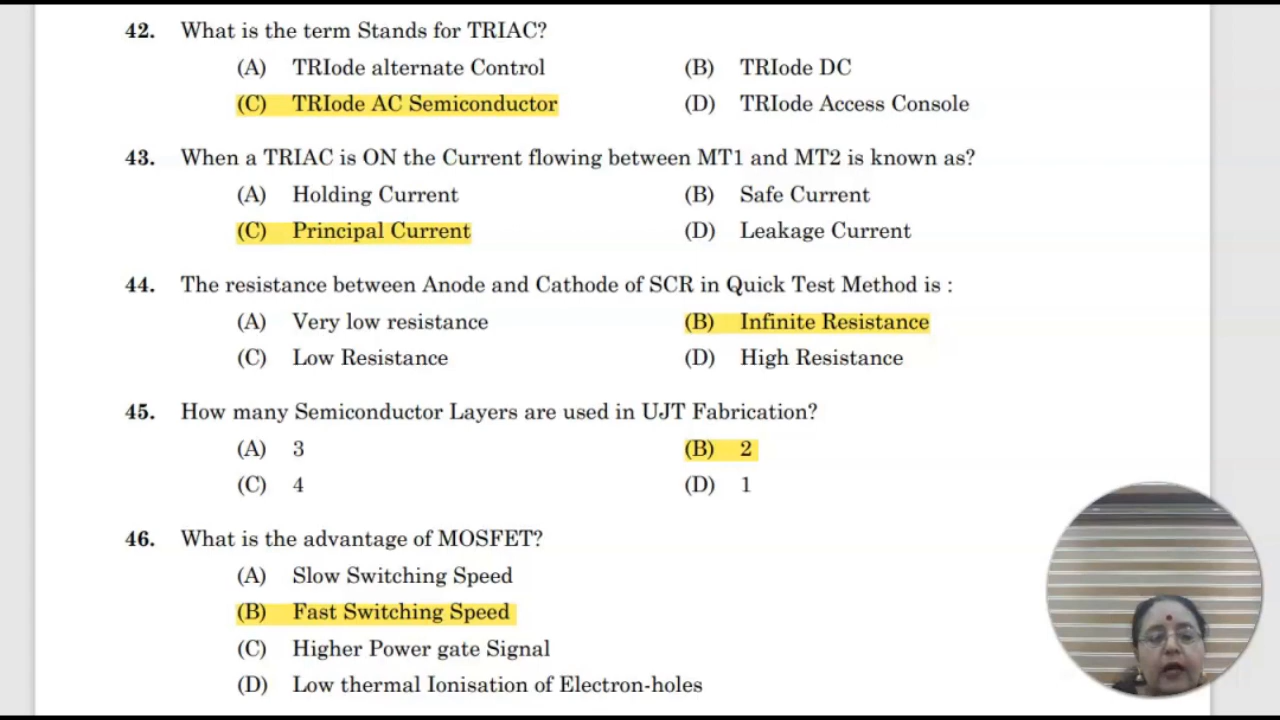 42. What is the term Stands for TRIAC?
(A) TRIode alternate Control (B) TRIode DC
(C) TRIode AC Semiconductor (D) TRIode Access Console
43. When a TRIAC is ON the Current flowing between MT1 and MT2 is known as?
(A) Holding Current (B) Safe Current
(C) Principal Current (D) Leakage Current
44. The resistance between Anode and Cathode of SCR in Quick Test Method is :
(A) Very low resistance (B) Infinite Resistance
(C) Low Resistance (D) High Resistance
45. How many Semiconductor Layers are used in UJT Fabrication?
(A) 3 (B) 2
(C) 4 (D) 1
46. What is the advantage of MOSFET?
(A) Slow Switching Speed
(B) Fast Switching Speed
(C) Higher Power gate Signal
(D) Low thermal Ionisation of Electron-holes